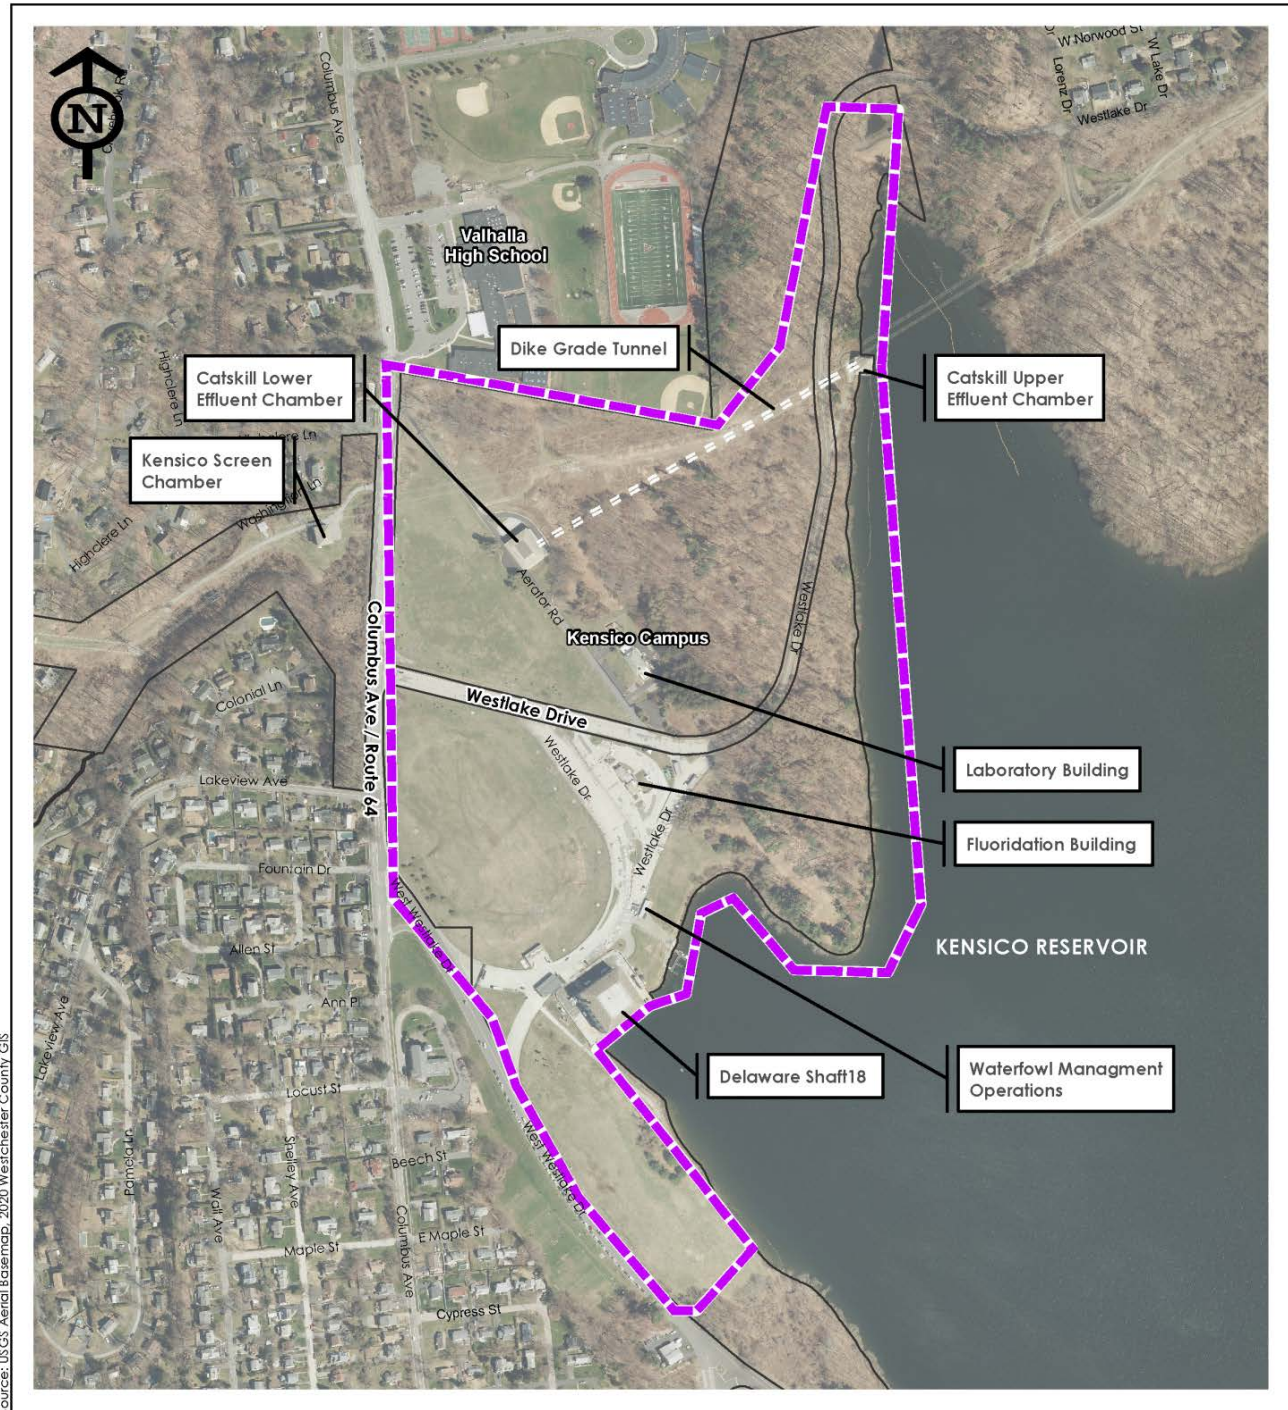 W Norwood St
Dr
Lorenz Dr
W Lake Dr
Westlake Dr
N
Columbus Ave
Valhalla
High School
Dike Grade Tunnel
Catskill Lower
Effluent Chamber
Catskill Upper
Effluent Chamber
Highclere Ln
Kensico Screen
Chamber
Washington Ln
Highclere Ln
Aerator Rd
Kensico Campus
Westlake Dr
Columbus Ave / Route 64
Westlake Drive
Colonial Ln
Westlake Dr
Laboratory Building
Lakeview Ave
Westlake Dr
Fluoridation Building
Fountain Dr
West Westlake Dr
Allen St
KENSICO RESERVOIR
Ann Pl
Lakeview Ave
Delaware Shaft18
Waterfowl Managment
Operations
Locust St
Shelley Ave
Pamela Ln
Beech St
West Westlake Dr
Wall Ave
Maple St
Columbus Ave
E Maple St
Cypress St
ource: USGS Aerial Basemap, 2020 Westchester County GIS